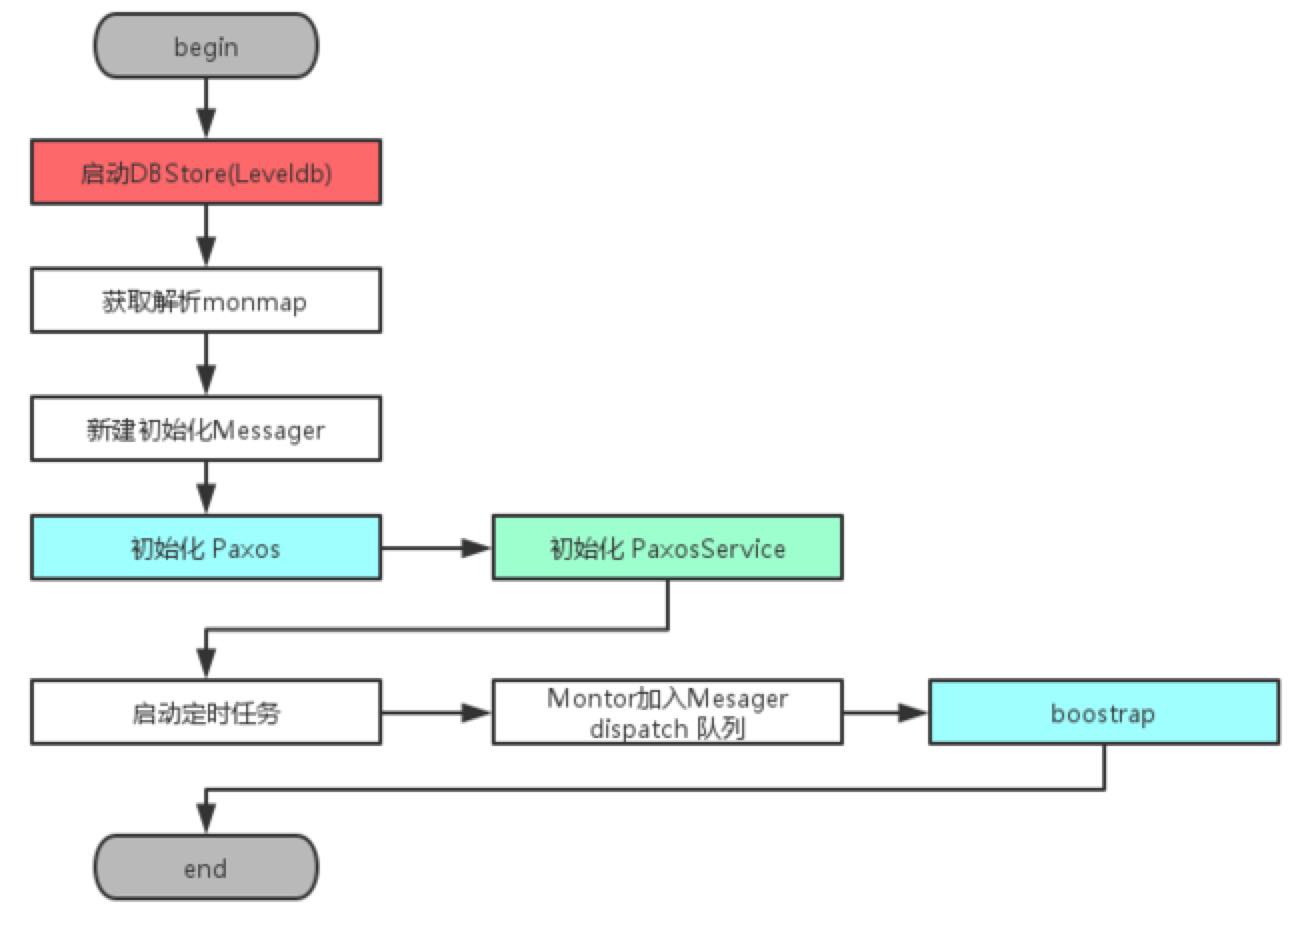 begin
启动DBStore(Leveldb)
获取解析monmap
新建初始化Messager
初始化 Paxos
初始化 PaxosService
启动定时任务
Montor加入Mesager
dispatch 队列
boostrap
end